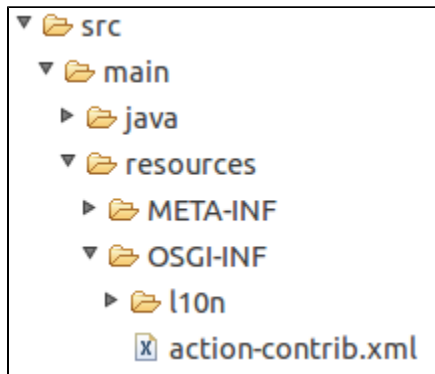 src
main
java
resources
META-INF
OSGI-INF
l10n
action-contrib.xml